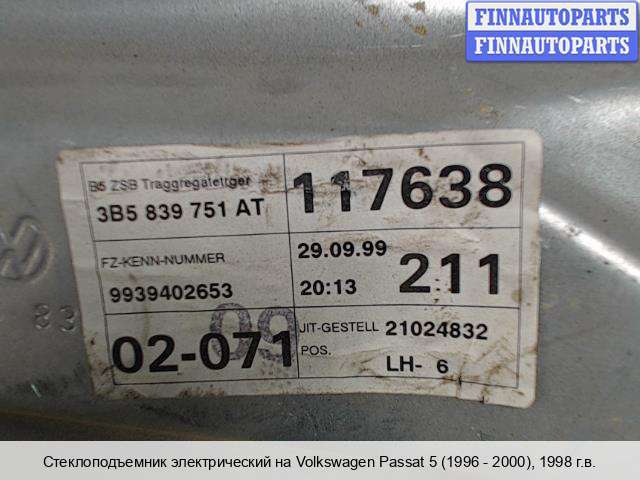 FINNAUTOPARTS
FINNAUTOPARTS
B5 ZSB Traggregatetrger
3B5 839 751 AT
117638
FZ-KENN-NUMMER
9939402653
29.09.99
20:13
211
02-071
JIT-GESTELL 21024832
POS. LH- 6
83
Стеклоподъемник электрический на Volkswagen Passat 5 (1996 - 2000), 1998 г.в.